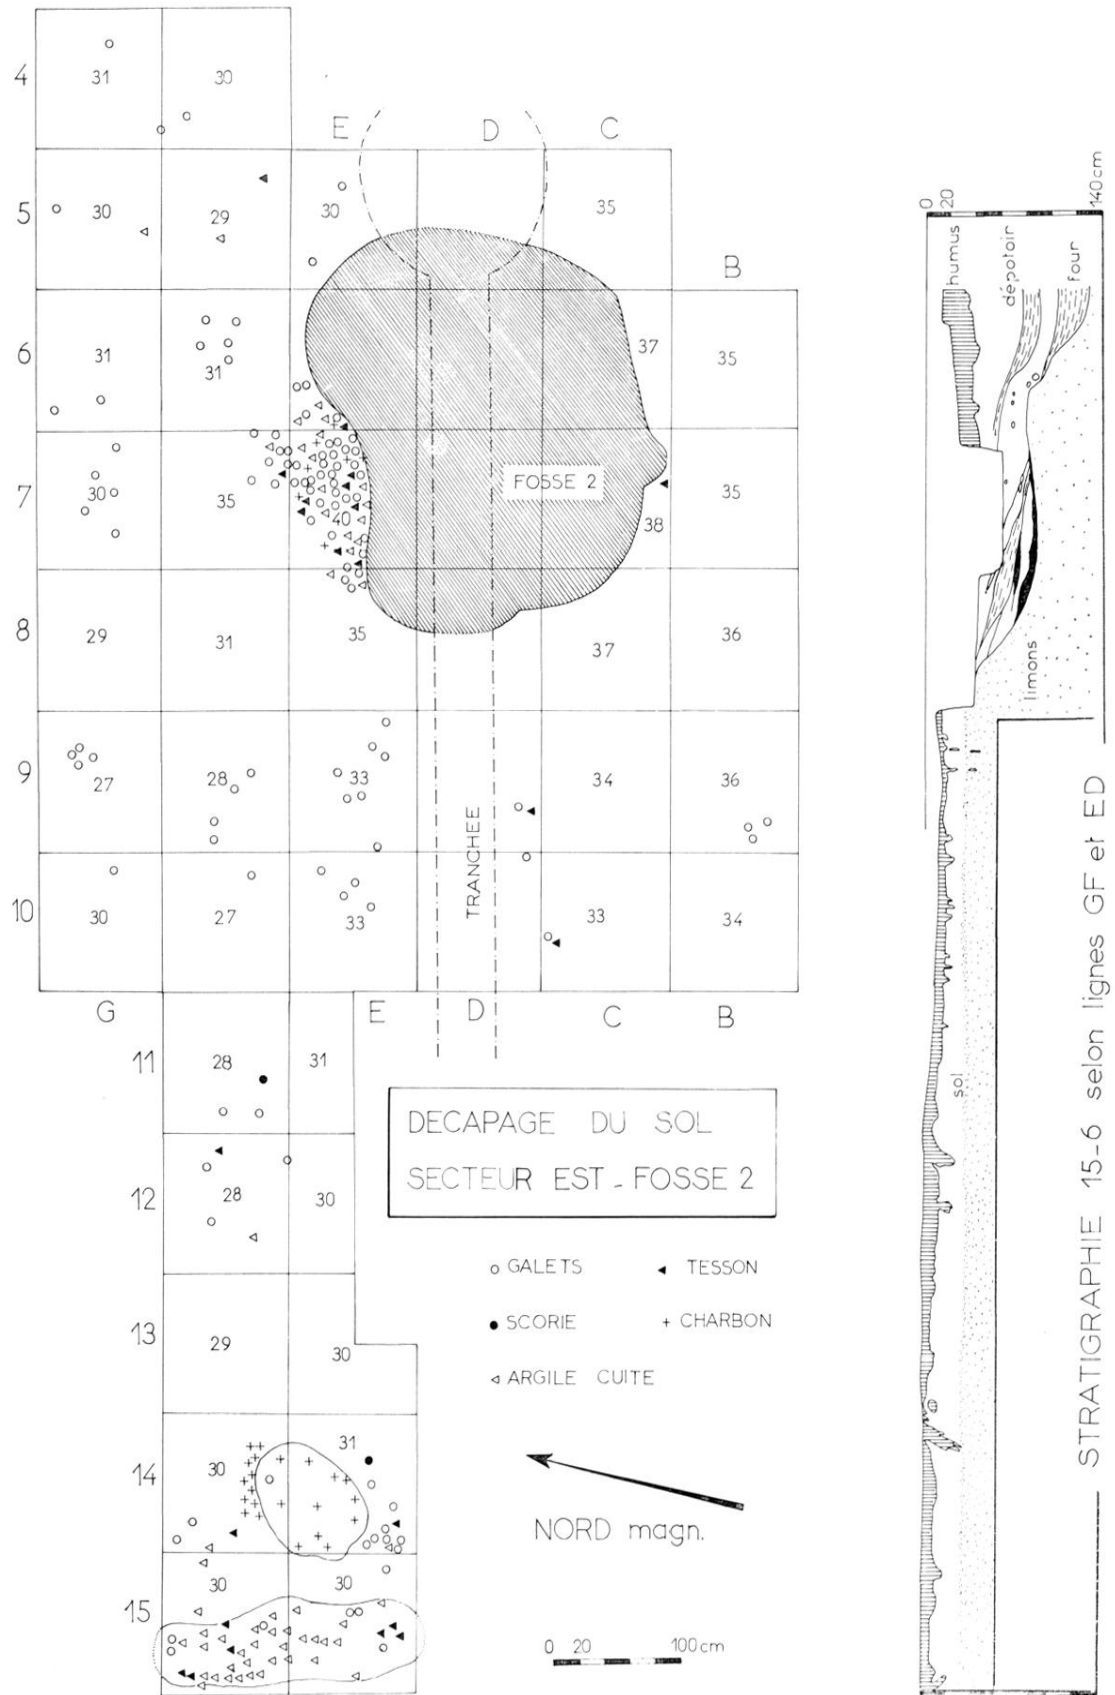 4 31 30
E D C
5 30 29 30 35
B
6 31 31 37 35
7 30 35 40 FOSSE 2 38 35
8 29 31 35 37 36
9 27 28 33 34 36
TRANCHEE
10 30 27 33 33 34
G E D C B
11 28 31
DECAPAGE DU SOL
SECTEUR EST - FOSSE 2
12 28 30
GALETS TESSON
SCORIE CHARBON
ARGILE CUITE
13 29 30
14 30 31
NORD magn.
15 30 30
0 20 100 cm
0 20 140 cm
humus
dépotoir
four
limons
sol
STRATIGRAPHIE 15-6 selon lignes GF et ED